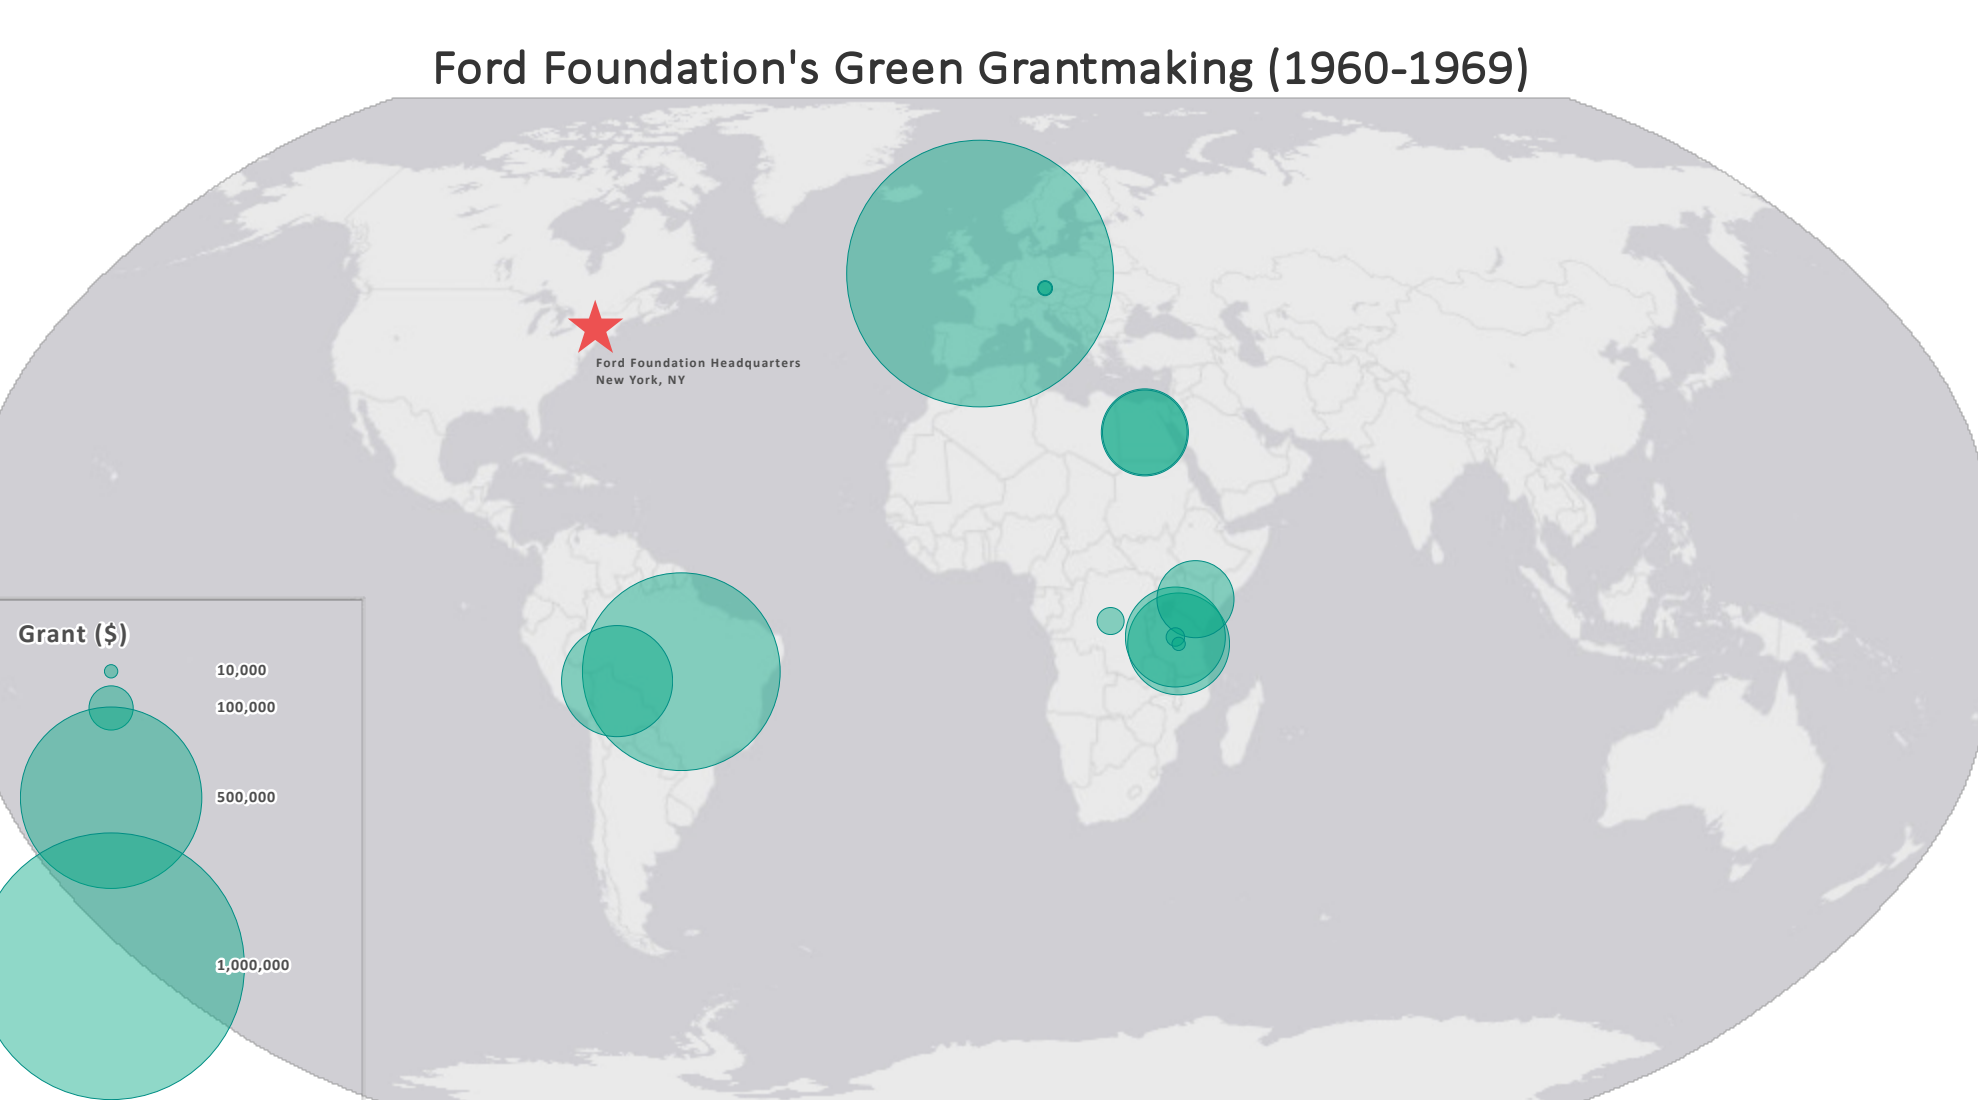 Ford Foundation's Green Grantmaking (1960-1969)
Ford Foundation Headquarters
New York, NY
Grant ($)
10,000
100,000
500,000
1,000,000